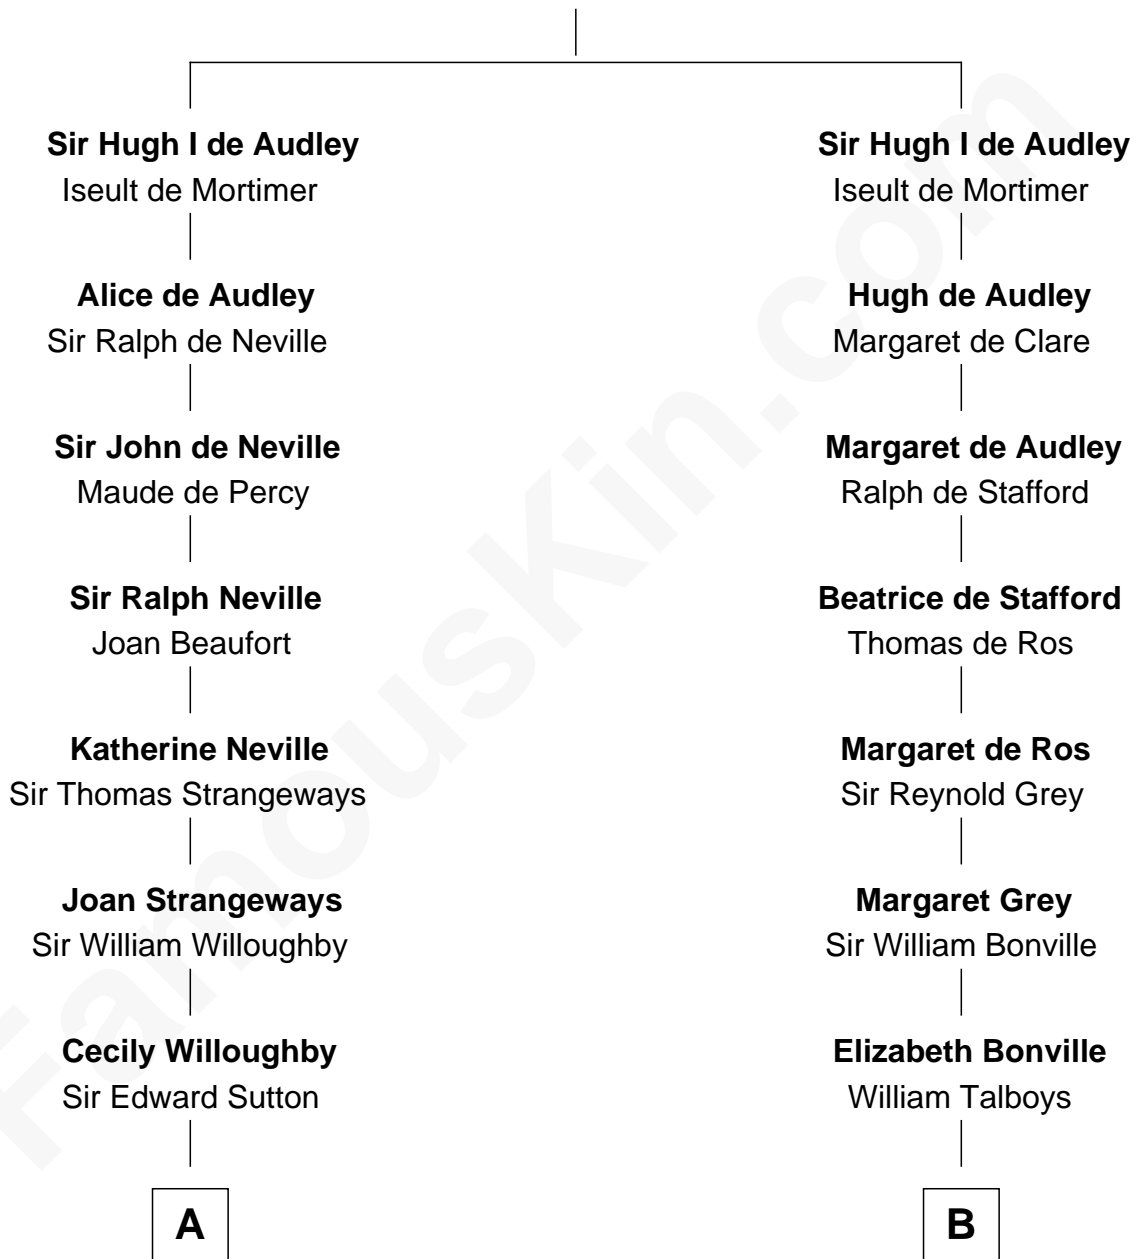 Sir Hugh I de Audley
Iseult de Mortimer
Alice de Audley
Sir Ralph de Neville
Sir John de Neville
Maude de Percy
Sir Ralph Neville
Joan Beaufort
Katherine Neville
Sir Thomas Strangeways
Joan Strangeways
Sir William Willoughby
Cecily Willoughby
Sir Edward Sutton
A
Sir Hugh I de Audley
Iseult de Mortimer
Hugh de Audley
Margaret de Clare
Margaret de Audley
Ralph de Stafford
Beatrice de Stafford
Thomas de Ros
Margaret de Ros
Sir Reynold Grey
Margaret Grey
Sir William Bonville
Elizabeth Bonville
William Talboys
B
FamousKin.com